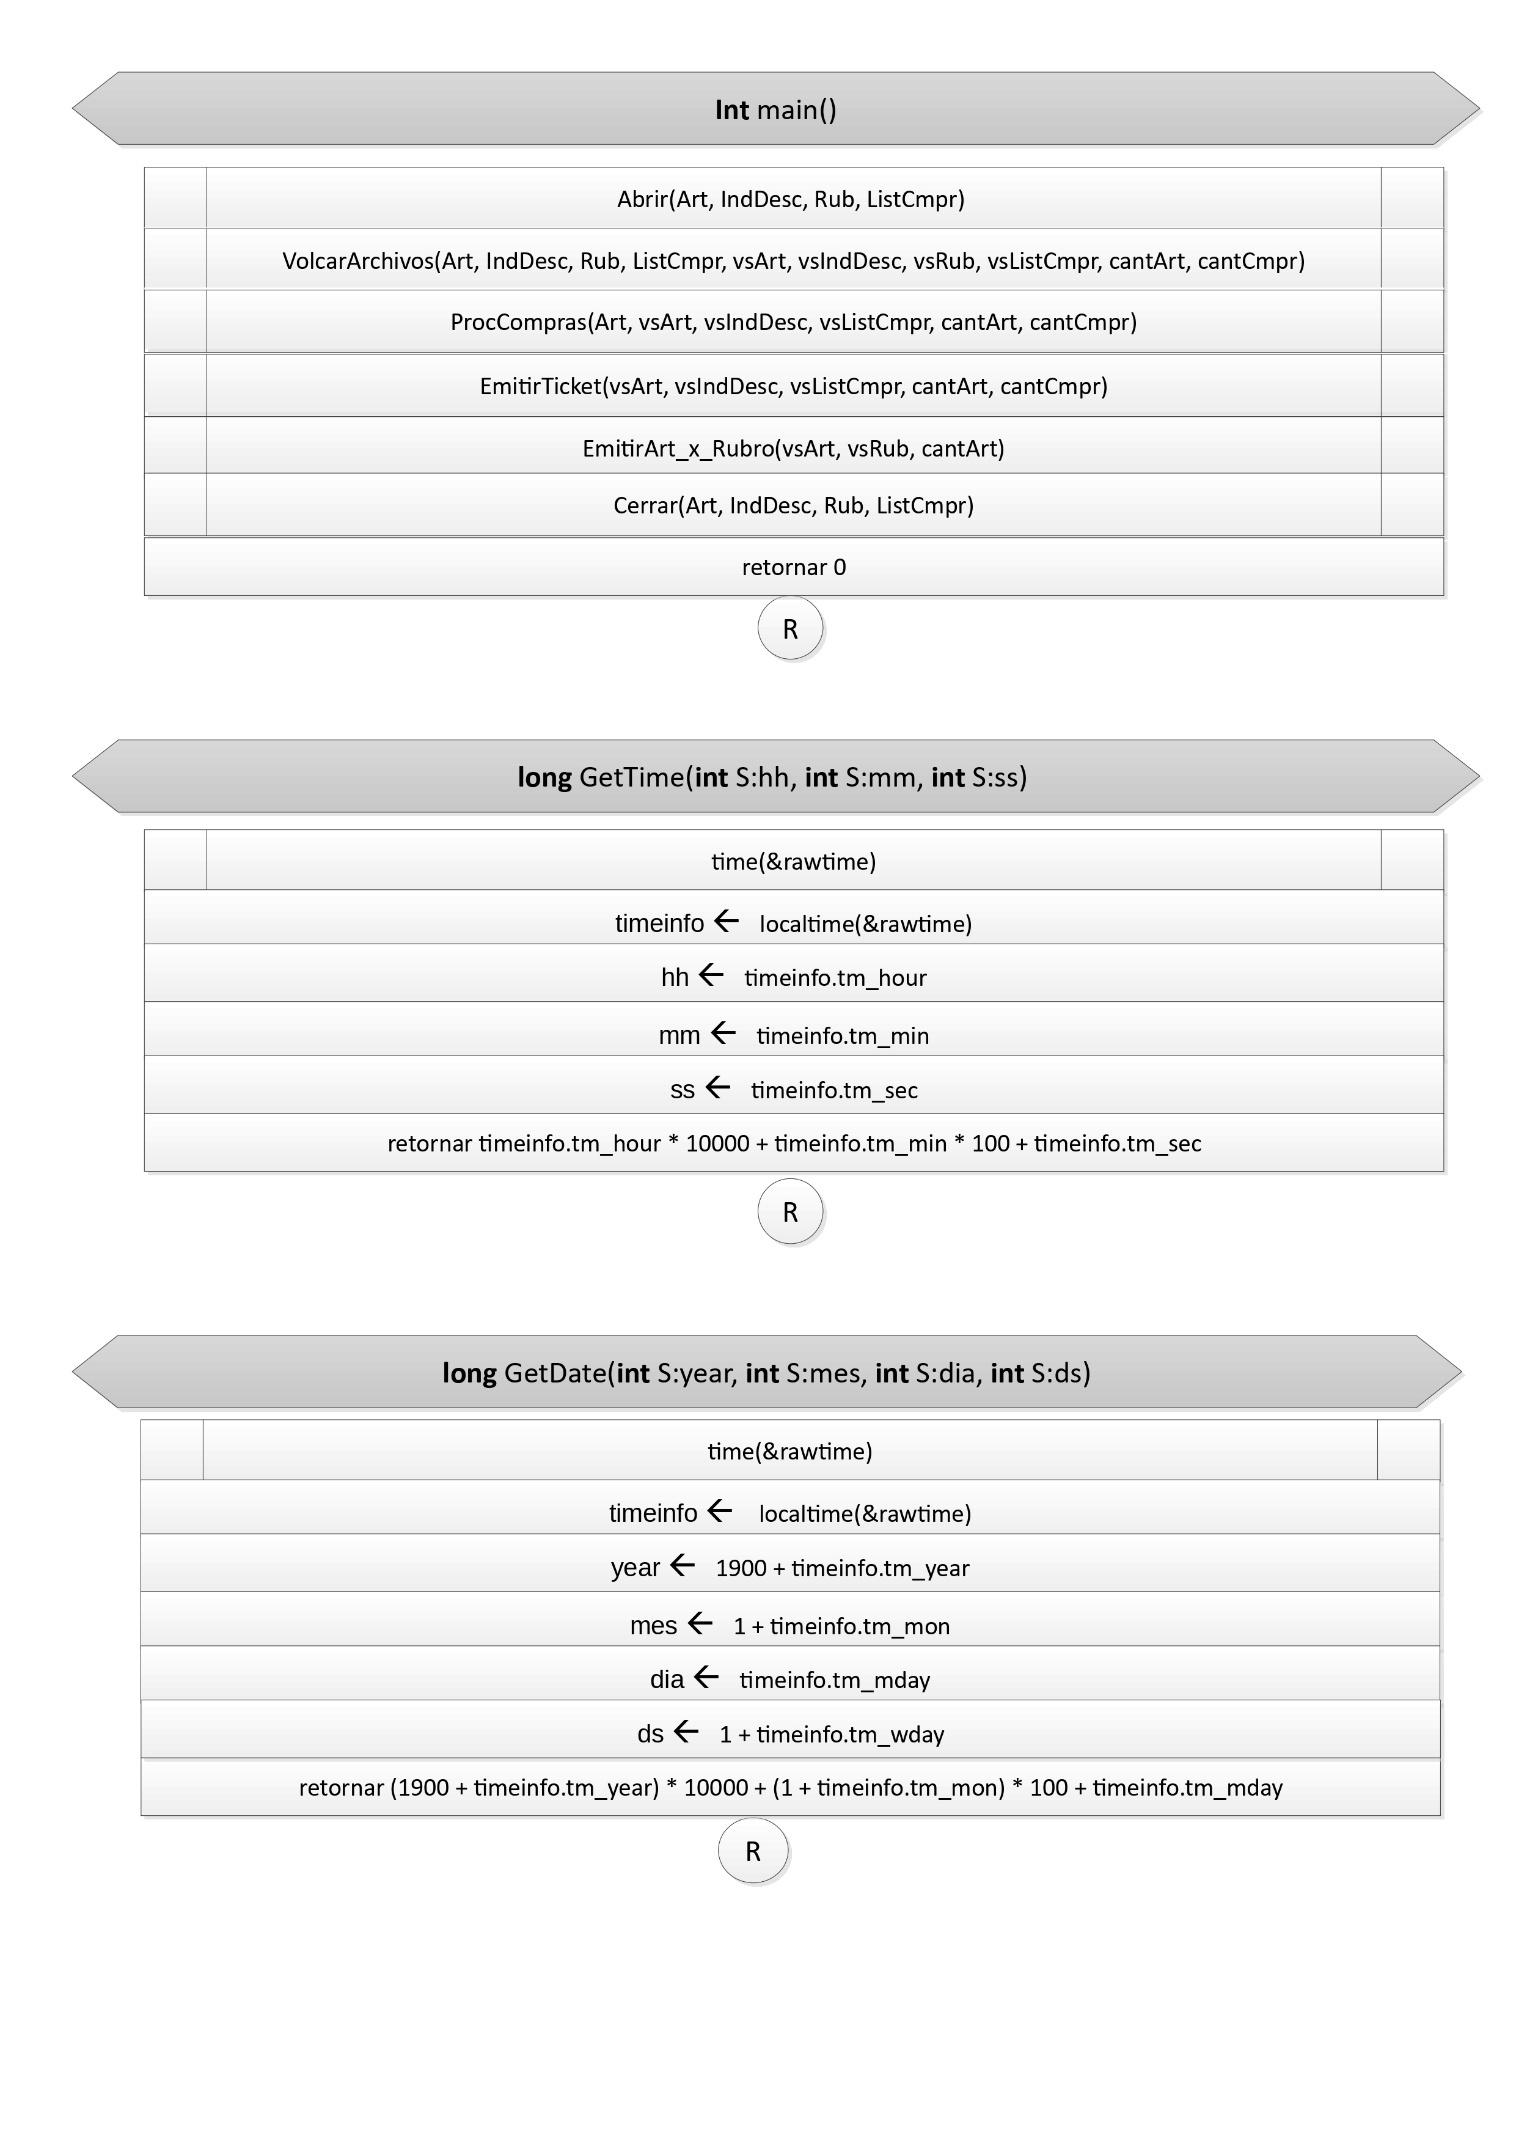 Int main()
Abrir(Art, IndDesc, Rub, ListCmpr)
VolcarArchivos(Art, IndDesc, Rub, ListCmpr, vsArt, vsIndDesc, vsRub, vsListCmpr, cantArt, cantCmpr)
ProcCompras(Art, vsArt, vsIndDesc, vsListCmpr, cantArt, cantCmpr)
EmitirTicket(vsArt, vsIndDesc, vsListCmpr, cantArt, cantCmpr)
EmitirArt_x_Rubro(vsArt, vsRub, cantArt)
Cerrar(Art, IndDesc, Rub, ListCmpr)
retornar 0
R
long GetTime(int S:hh, int S:mm, int S:ss)
time(&rawtime)
timeinfo ← localtime(&rawtime)
hh ← timeinfo.tm_hour
mm ← timeinfo.tm_min
ss ← timeinfo.tm_sec
retornar timeinfo.tm_hour * 10000 + timeinfo.tm_min * 100 + timeinfo.tm_sec
R
long GetDate(int S:year, int S:mes, int S:dia, int S:ds)
time(&rawtime)
timeinfo ← localtime(&rawtime)
year ← 1900 + timeinfo.tm_year
mes ← 1 + timeinfo.tm_mon
dia ← timeinfo.tm_mday
ds ← 1 + timeinfo.tm_wday
retornar (1900 + timeinfo.tm_year) * 10000 + (1 + timeinfo.tm_mon) * 100 + timeinfo.tm_mday
R